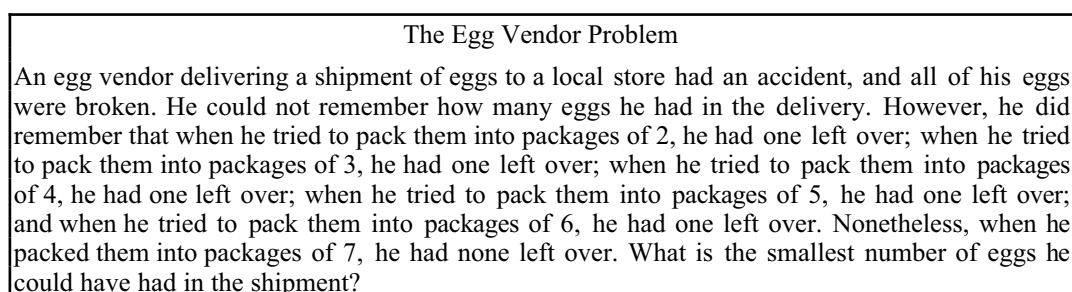 The Egg Vendor Problem
An egg vendor delivering a shipment of eggs to a local store had an accident, and all of his eggs
were broken. He could not remember how many eggs he had in the delivery. However, he did
remember that when he tried to pack them into packages of 2, he had one left over; when he tried
to pack them into packages of 3, he had one left over; when he tried to pack them into packages
of 4, he had one left over; when he tried to pack them into packages of 5, he had one left over;
and when he tried to pack them into packages of 6, he had one left over. Nonetheless, when he
packed them into packages of 7, he had none left over. What is the smallest number of eggs he
could have had in the shipment?